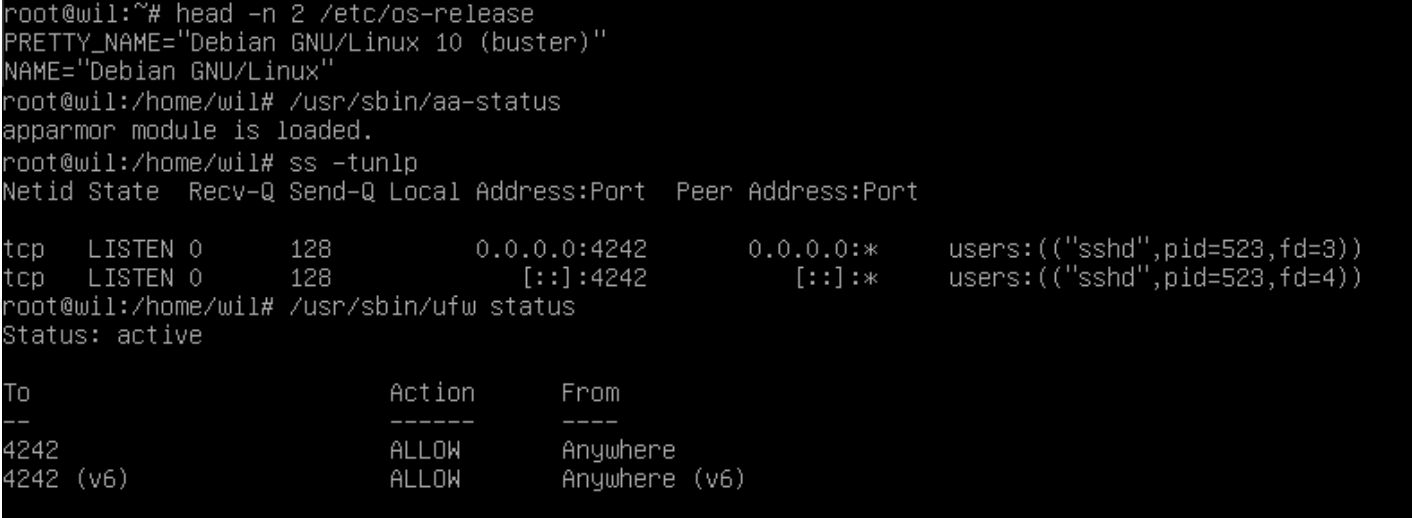 root@wil:~# head -n 2 /etc/os-release
PRETTY_NAME="Debian GNU/Linux 10 (buster)"
NAME="Debian GNU/Linux"
root@wil:/home/wil# /usr/sbin/aa-status
apparmor module is loaded.
root@wil:/home/wil# ss -tunlp
Netid State  Recv-Q Send-Q Local Address:Port  Peer Address:Port

tcp   LISTEN 0      128          0.0.0.0:4242       0.0.0.0:*     users:(("sshd",pid=523,fd=3))
tcp   LISTEN 0      128             [::]:4242          [::]:*     users:(("sshd",pid=523,fd=4))
root@wil:/home/wil# /usr/sbin/ufw status
Status: active

To                         Action      From
--                         ------      ----
4242                       ALLOW       Anywhere
4242 (v6)                  ALLOW       Anywhere (v6)